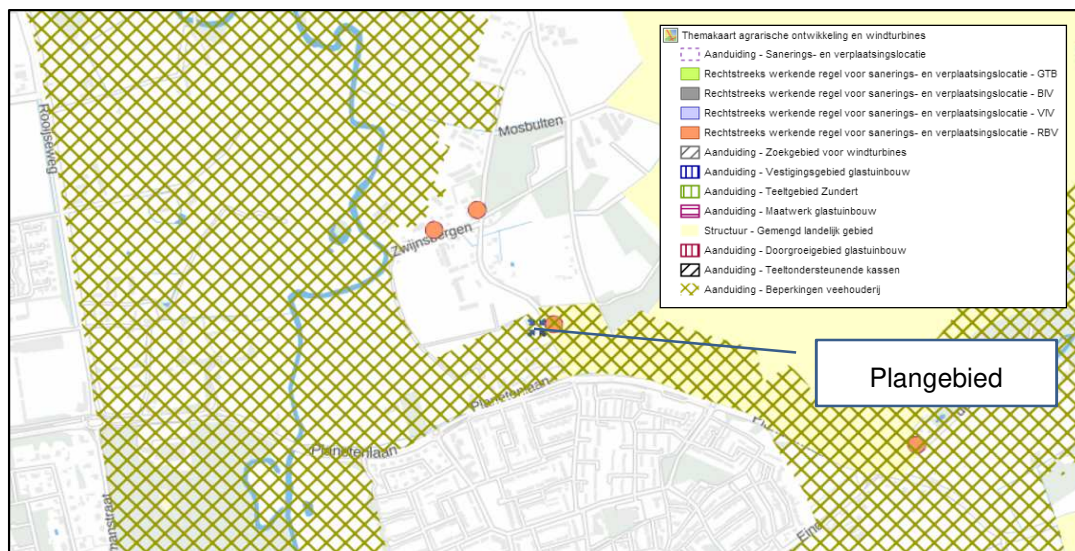 Themakaart agrarische ontwikkeling en windturbines
Aanduiding - Sanerings- en verplaatsingslocatie
Rechtstreeks werkende regel voor sanerings- en verplaatsingslocatie - GTB
Rechtstreeks werkende regel voor sanerings- en verplaatsingslocatie - BIV
Rechtstreeks werkende regel voor sanerings- en verplaatsingslocatie - VIV
Rechtstreeks werkende regel voor sanerings- en verplaatsingslocatie - RBV
Aanduiding - Zoekgebied voor windturbines
Aanduiding - Vestigingsgebied glastuinbouw
Aanduiding - Teeltgebied Zundert
Aanduiding - Maatwerk glastuinbouw
Structuur - Gemengd landelijk gebied
Aanduiding - Doorgroeigebied glastuinbouw
Aanduiding - Teeltondersteunende kassen
Aanduiding - Beperkingen veehouderij
Rooijseweg
Mosbulten
Zwijnsbergen
Plangebied
Planetenlaan
Planetenlaan
manstraat